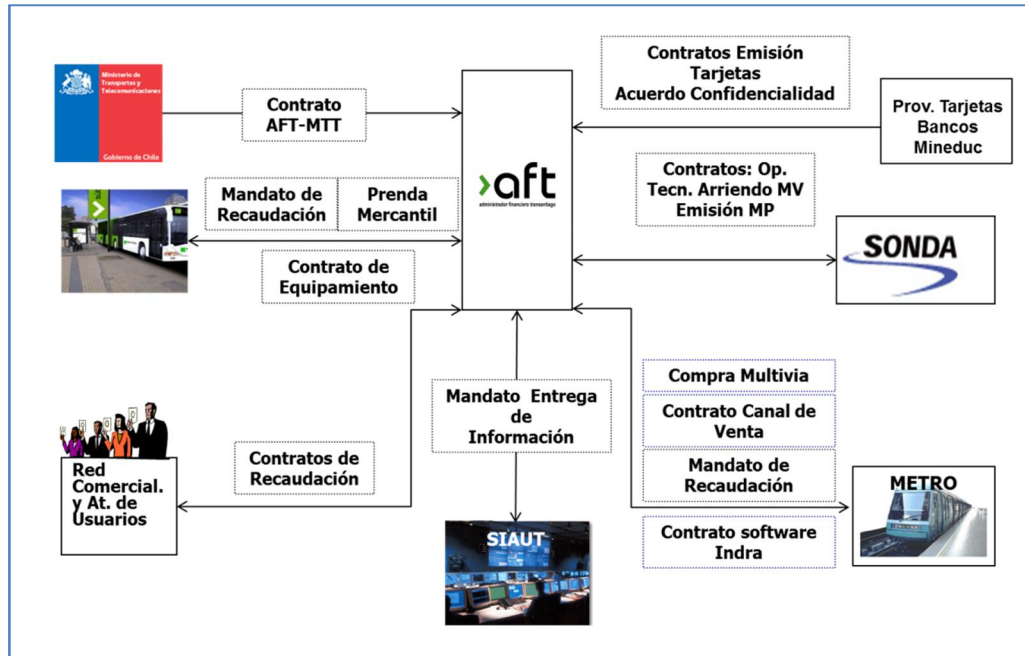 Ministerio de
Transportes y
Telecomunicaciones
Gobierno de Chile
Contrato
AFT-MTT
aft
administrador financiero transantiago
Contratos Emisión
Tarjetas
Acuerdo Confidencialidad
Prov. Tarjetas
Bancos
Mineduc
Mandato de
Recaudación
Prenda
Mercantil
Contrato de
Equipamiento
Contratos: Op.
Tecn. Arriendo MV
Emisión MP
SONDA
Red
Comercial.
y At. de
Usuarios
Contratos de
Recaudación
Mandato Entrega
de
Información
SIAUT
Compra Multivia
Contrato Canal de
Venta
Mandato de
Recaudación
Contrato software
Indra
METRO